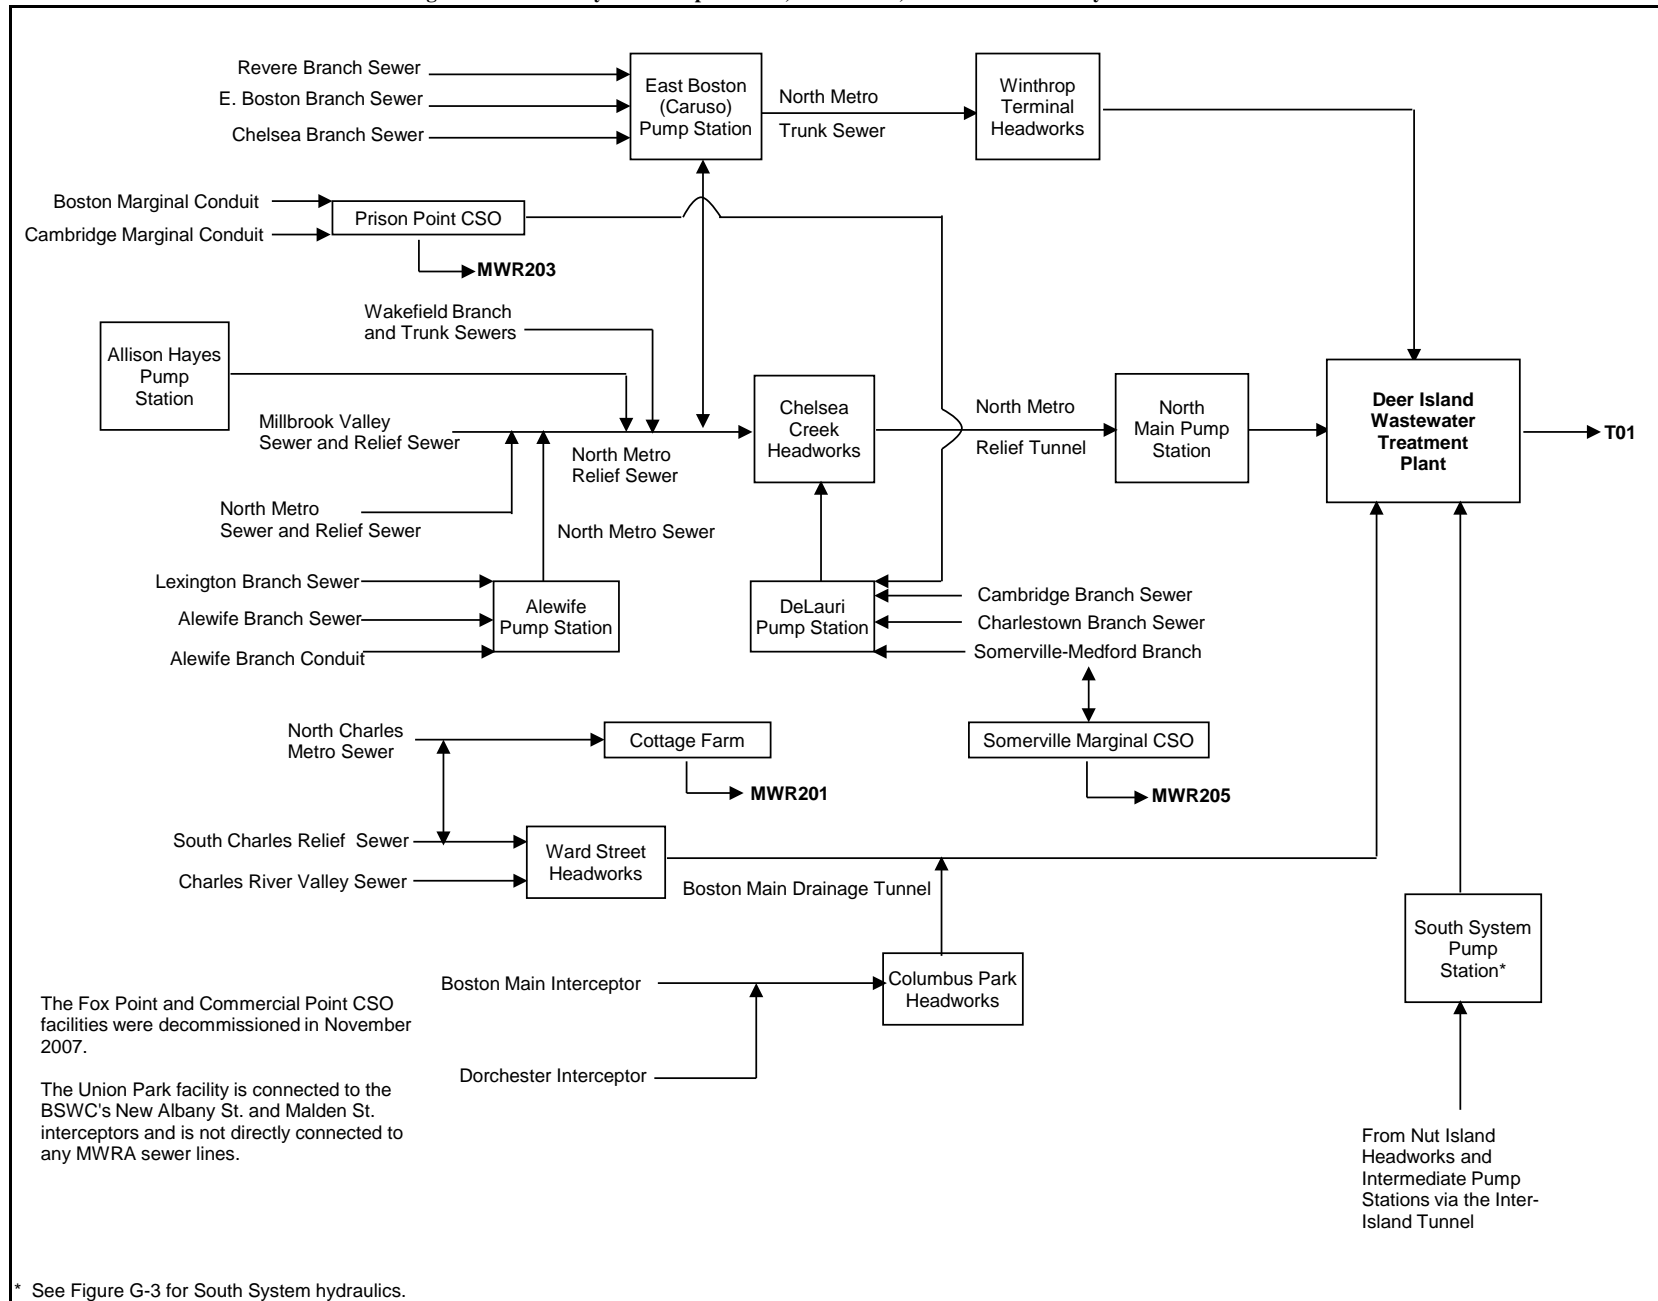 Revere Branch Sewer
E. Boston Branch Sewer
Chelsea Branch Sewer
East Boston
(Caruso)
Pump Station
North Metro
Trunk Sewer
Winthrop
Terminal
Headworks
Boston Marginal Conduit
Cambridge Marginal Conduit
Prison Point CSO
MWR203
Wakefield Branch
and Trunk Sewers
Allison Hayes
Pump
Station
Millbrook Valley
Sewer and Relief Sewer
North Metro
Relief Sewer
Chelsea
Creek
Headworks
North Metro
Relief Tunnel
North
Main Pump
Station
Deer Island
Wastewater
Treatment
Plant
T01
North Metro
Sewer and Relief Sewer
North Metro Sewer
Lexington Branch Sewer
Alewife Branch Sewer
Alewife Branch Conduit
Alewife
Pump Station
DeLauri
Pump Station
Cambridge Branch Sewer
Charlestown Branch Sewer
Somerville-Medford Branch
North Charles
Metro Sewer
Cottage Farm
MWR201
Somerville Marginal CSO
MWR205
South Charles Relief Sewer
Charles River Valley Sewer
Ward Street
Headworks
Boston Main Drainage Tunnel
South System
Pump
Station*
Boston Main Interceptor
Columbus Park
Headworks
Dorchester Interceptor
The Fox Point and Commercial Point CSO
facilities were decommissioned in November
2007.
The Union Park facility is connected to the
BSWC's New Albany St. and Malden St.
interceptors and is not directly connected to
any MWRA sewer lines.
From Nut Island
Headworks and
Intermediate Pump
Stations via the Inter-
Island Tunnel
* See Figure G-3 for South System hydraulics.